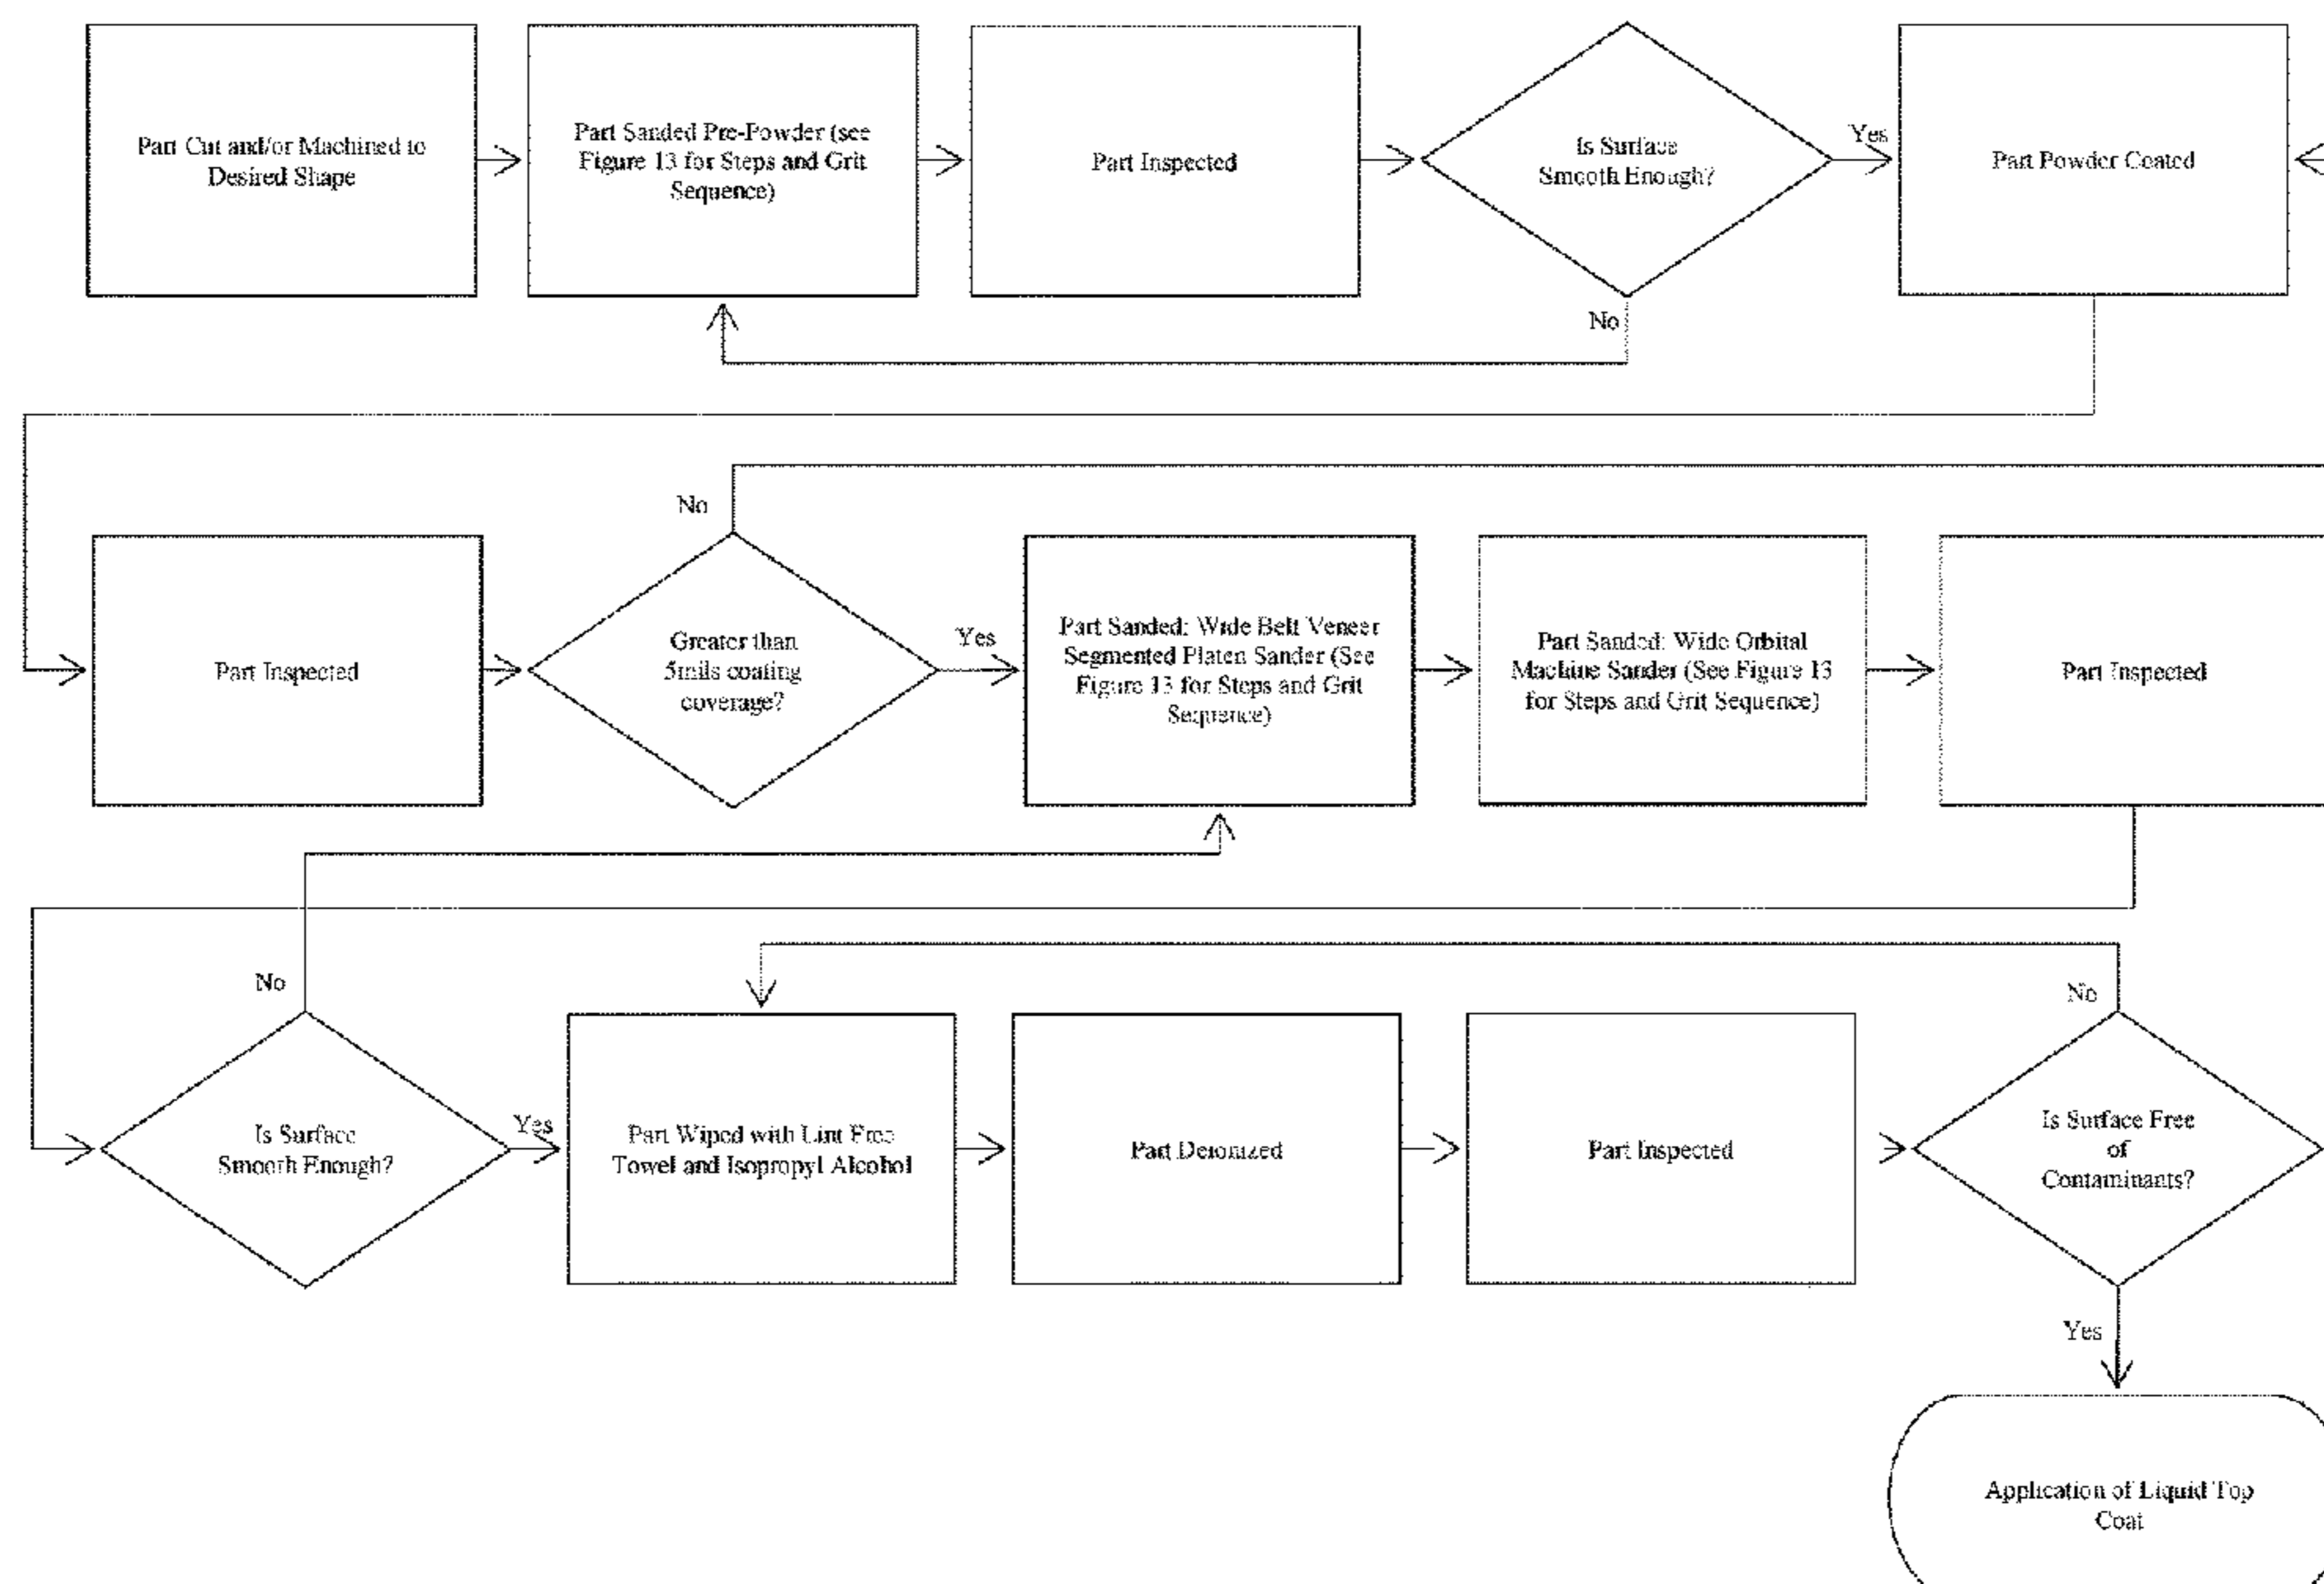 Part Cut and/or Machined to
Desired Shape
Part Sanded Pre-Powder (see
Figure 13 for Steps and Grit
Sequence)
Part Inspected
Is Surface
Smooth Enough?
Yes
No
Part Powder Coated
Part Inspected
No
Greater than
5mils coating
coverage?
Yes
Part Sanded: Wide Belt Veneer
Segmented Platen Sander (See
Figure 13 for Steps and Grit
Sequence)
Part Sanded: Wide Orbital
Machine Sander (See Figure 13
for Steps and Grit Sequence)
Part Inspected
No
Is Surface
Smooth Enough?
Yes
Part Wiped with Lint Free
Towel and Isopropyl Alcohol
Part Deionized
Part Inspected
No
Is Surface Free
of
Contaminants?
Yes
Application of Liquid Top
Coat